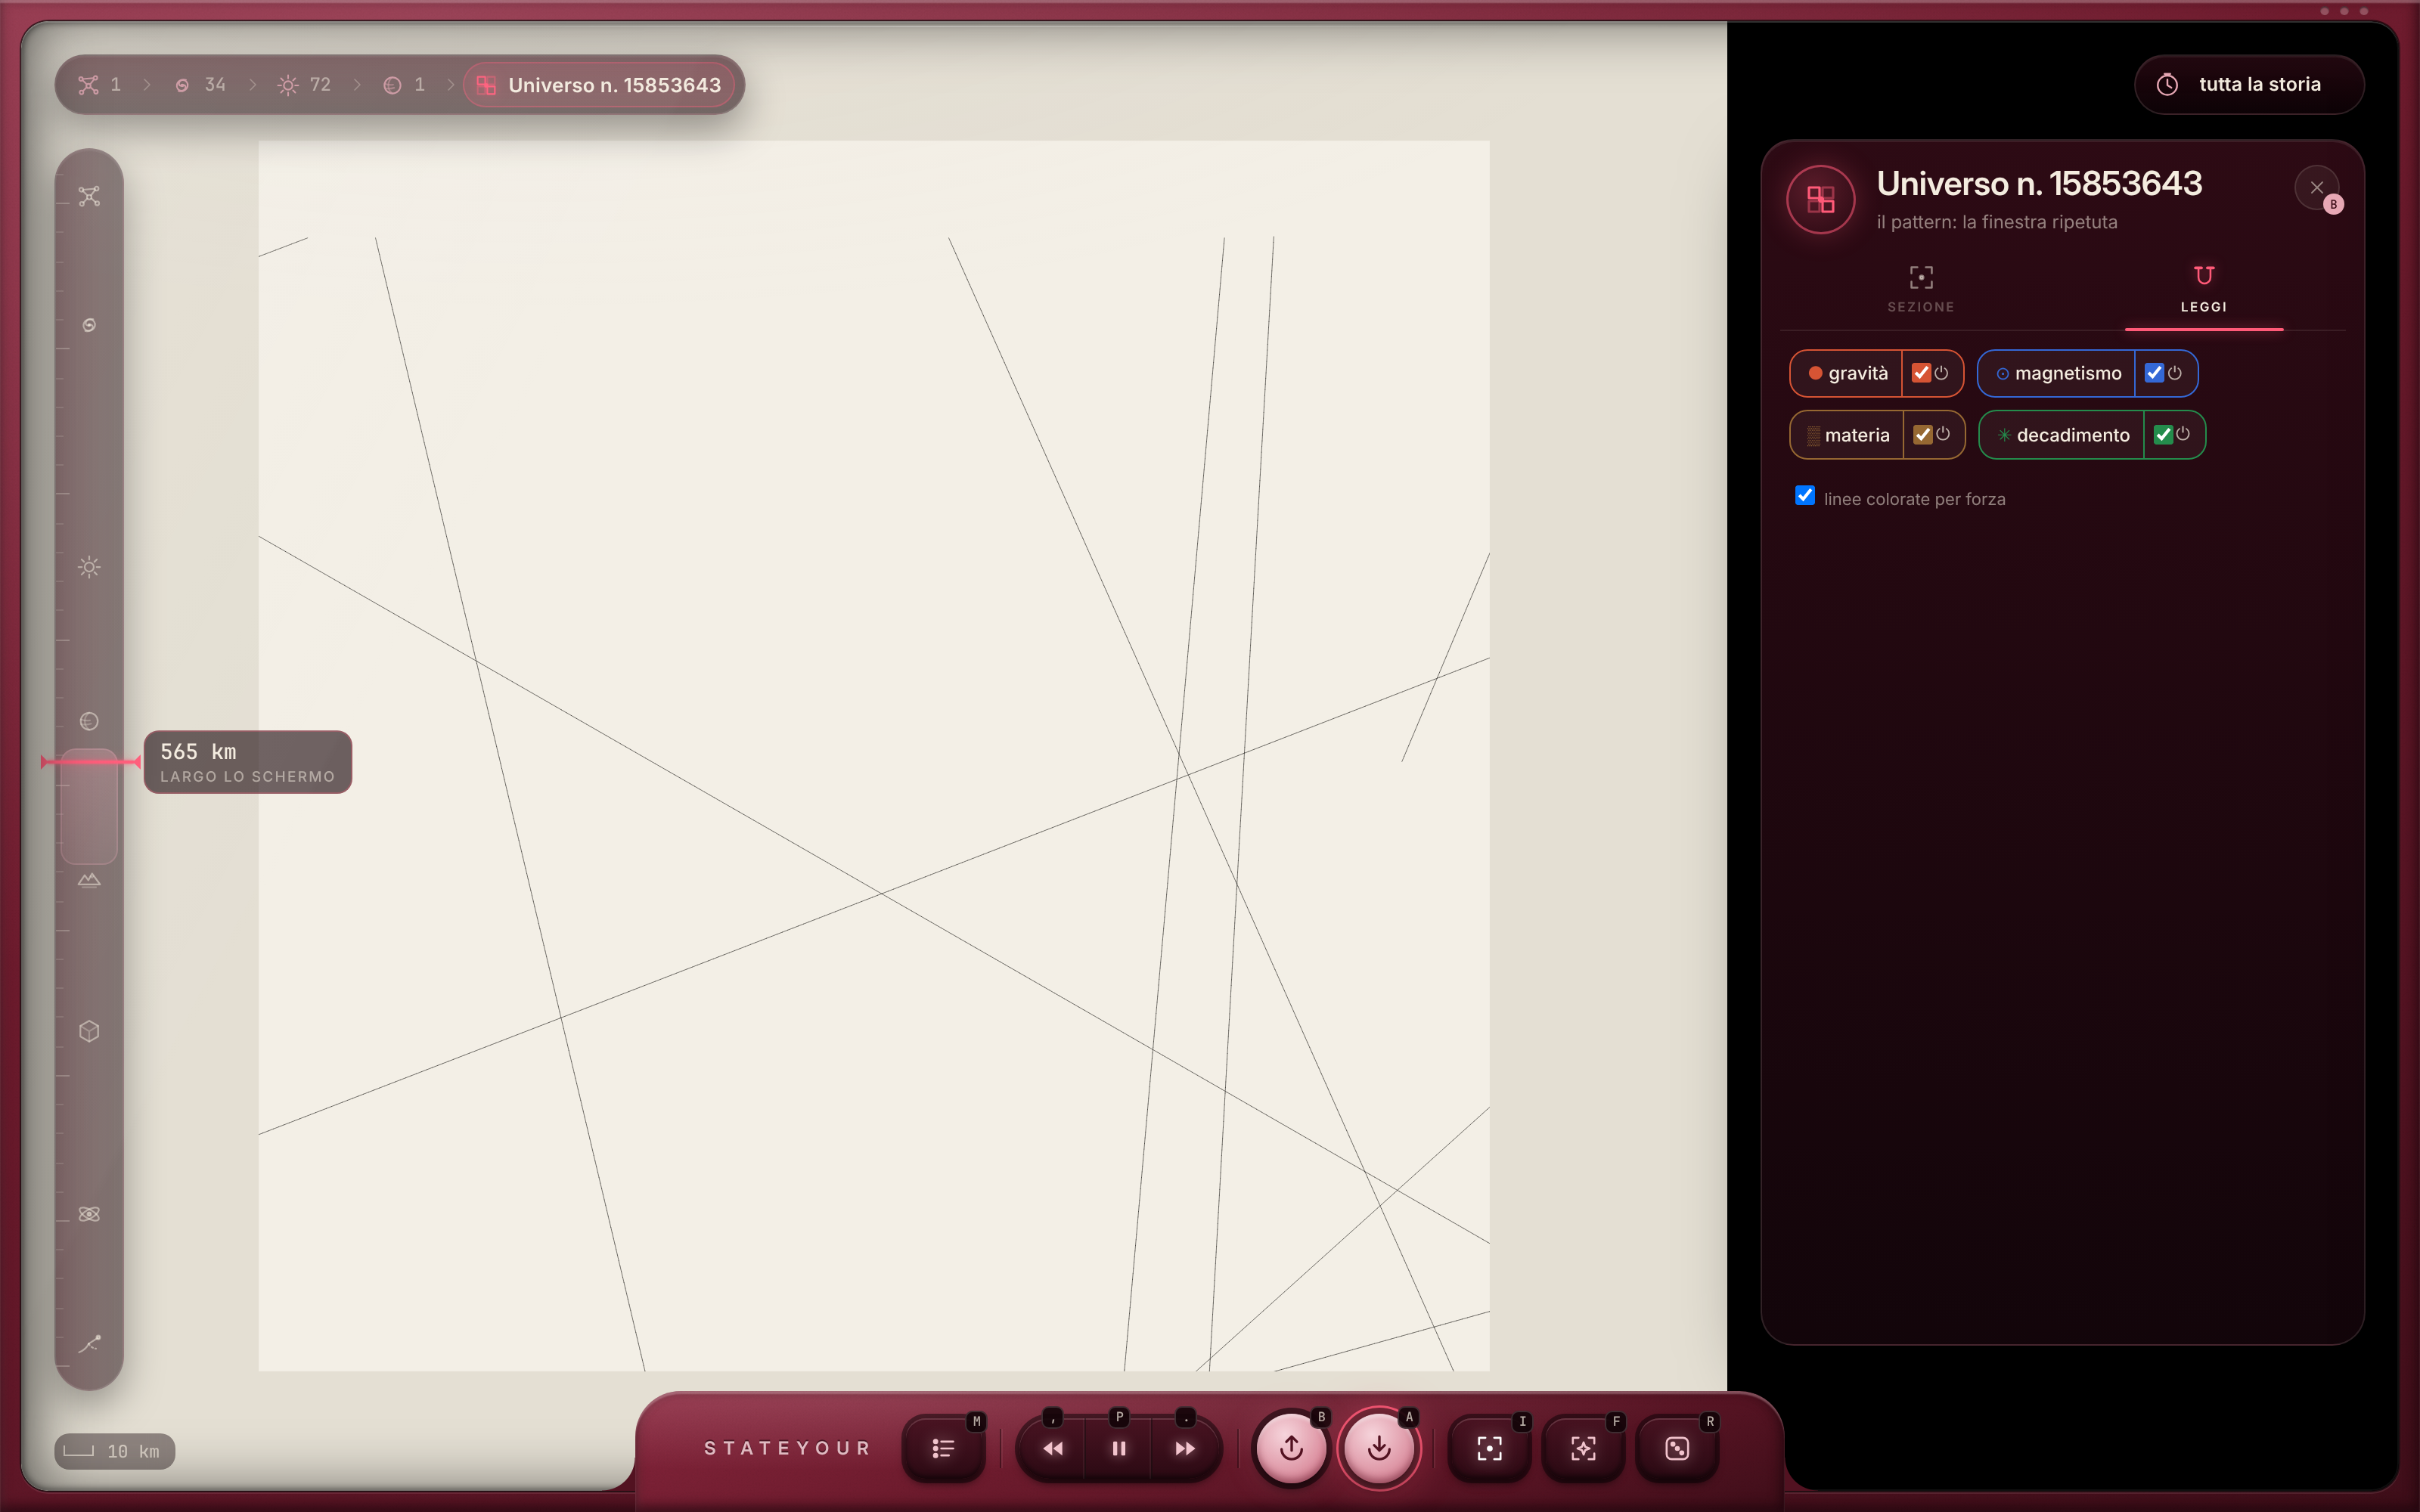 1 34 72 1 Universo n. 15853643
tutta la storia
Universo n. 15853643
il pattern: la finestra ripetuta
B
SEZIONE
LEGGI
gravità
magnetismo
materia
decadimento
linee colorate per forza
565 km
LARGO LO SCHERMO
10 km
STATEYOUR
M
,
P
.
B
A
I
F
R